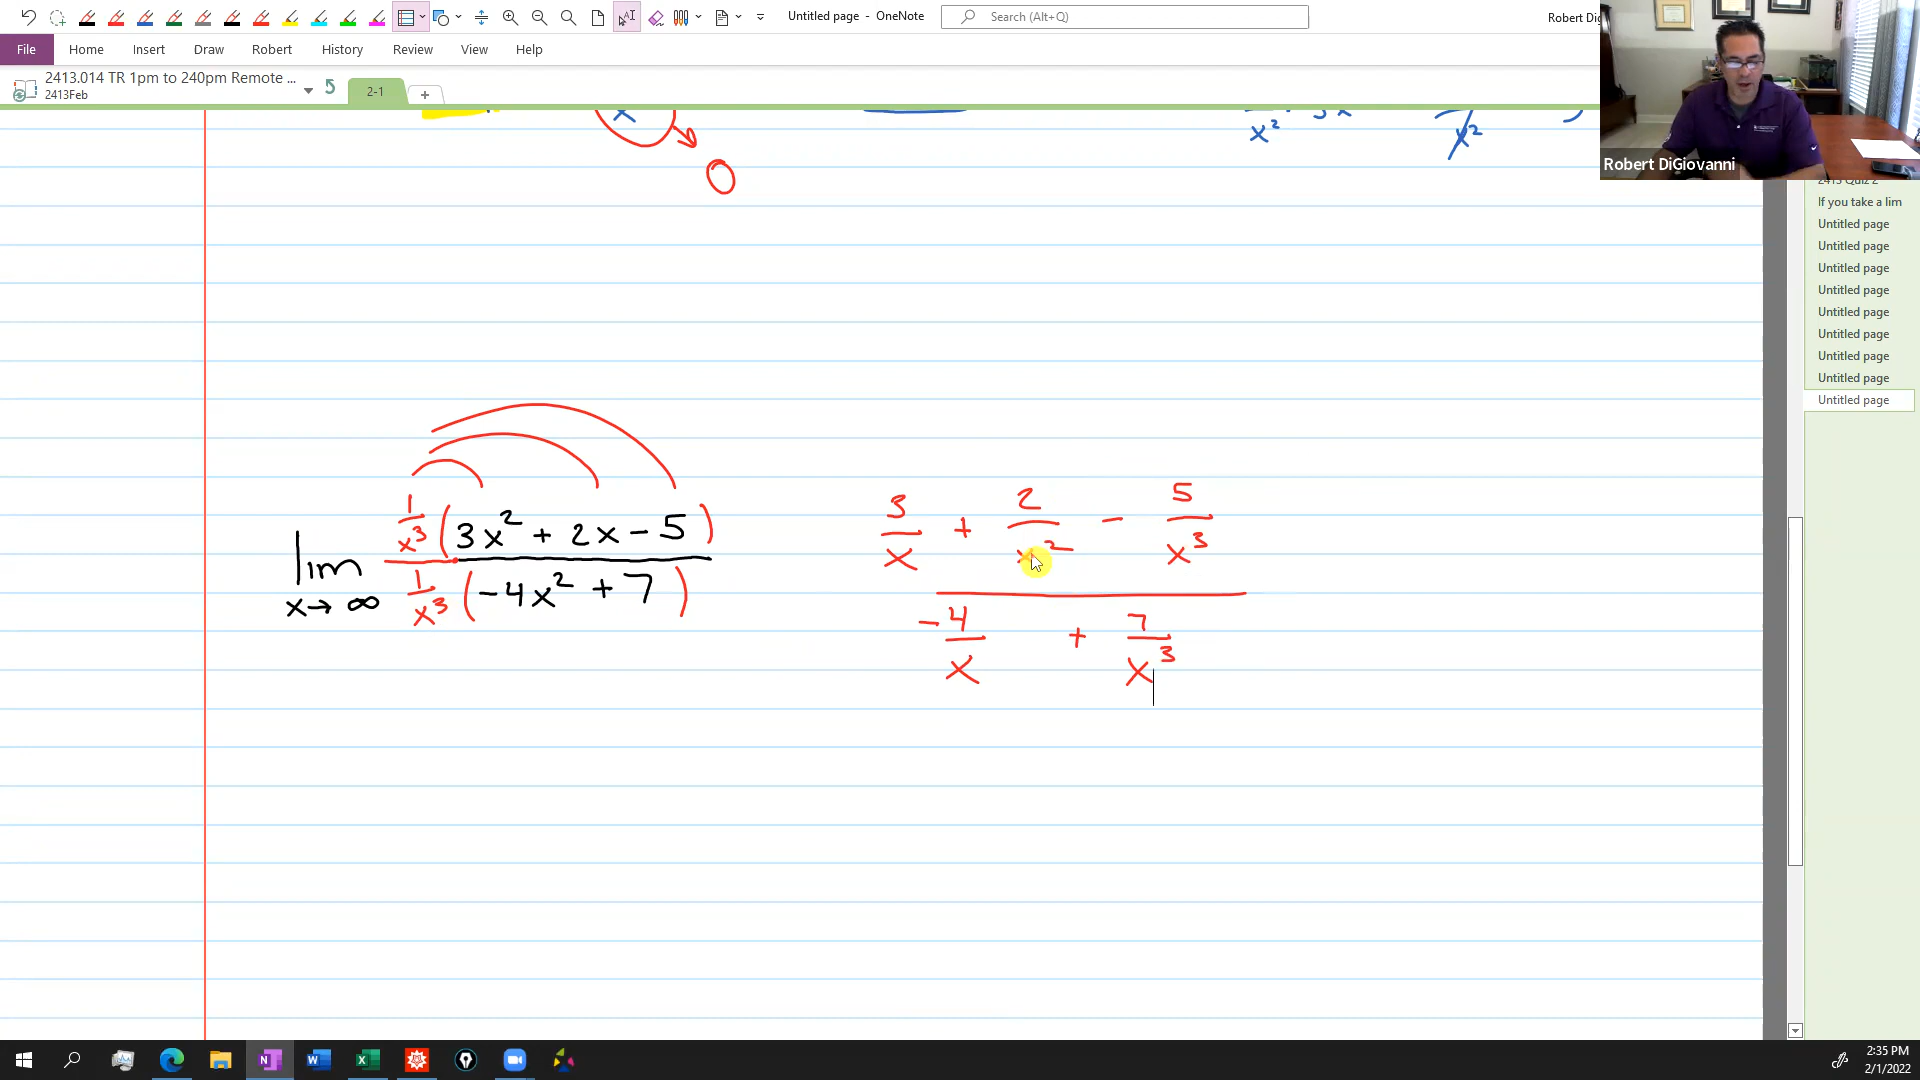 Untitled page - OneNote
Search (Alt+Q)
File Home Insert Draw Robert History Review View Help
2413.014 TR 1pm to 240pm Remote ...
2413Feb
2-1
+
Robert DiGiovanni
If you take a lim
Untitled page
Untitled page
Untitled page
Untitled page
Untitled page
Untitled page
Untitled page
Untitled page
Untitled page
x
x²
x²
0
1/x³ (3x² + 2x - 5)
lim x→∞
1/x³ (-4x² + 7)
3/x + 2/x² - 5/x³
-4/x + 7/x³
2:35 PM
2/1/2022